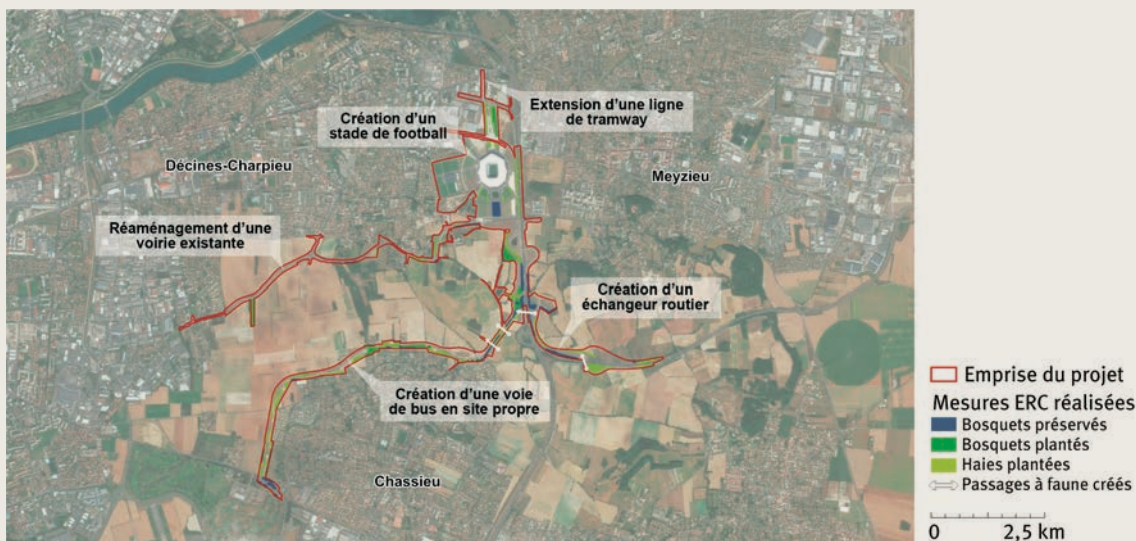 Extension d'une ligne
de tramway
Création d'un
stade de football
Décines-Charpieu
Meyzieu
Réaménagement d'une
voirie existante
Création d'un
échangeur routier
Création d'une voie
de bus en site propre
Chassieu
Emprise du projet
Mesures ERC réalisées
Bosquets préservés
Bosquets plantés
Haies plantées
Passages à faune créés
0 2,5 km